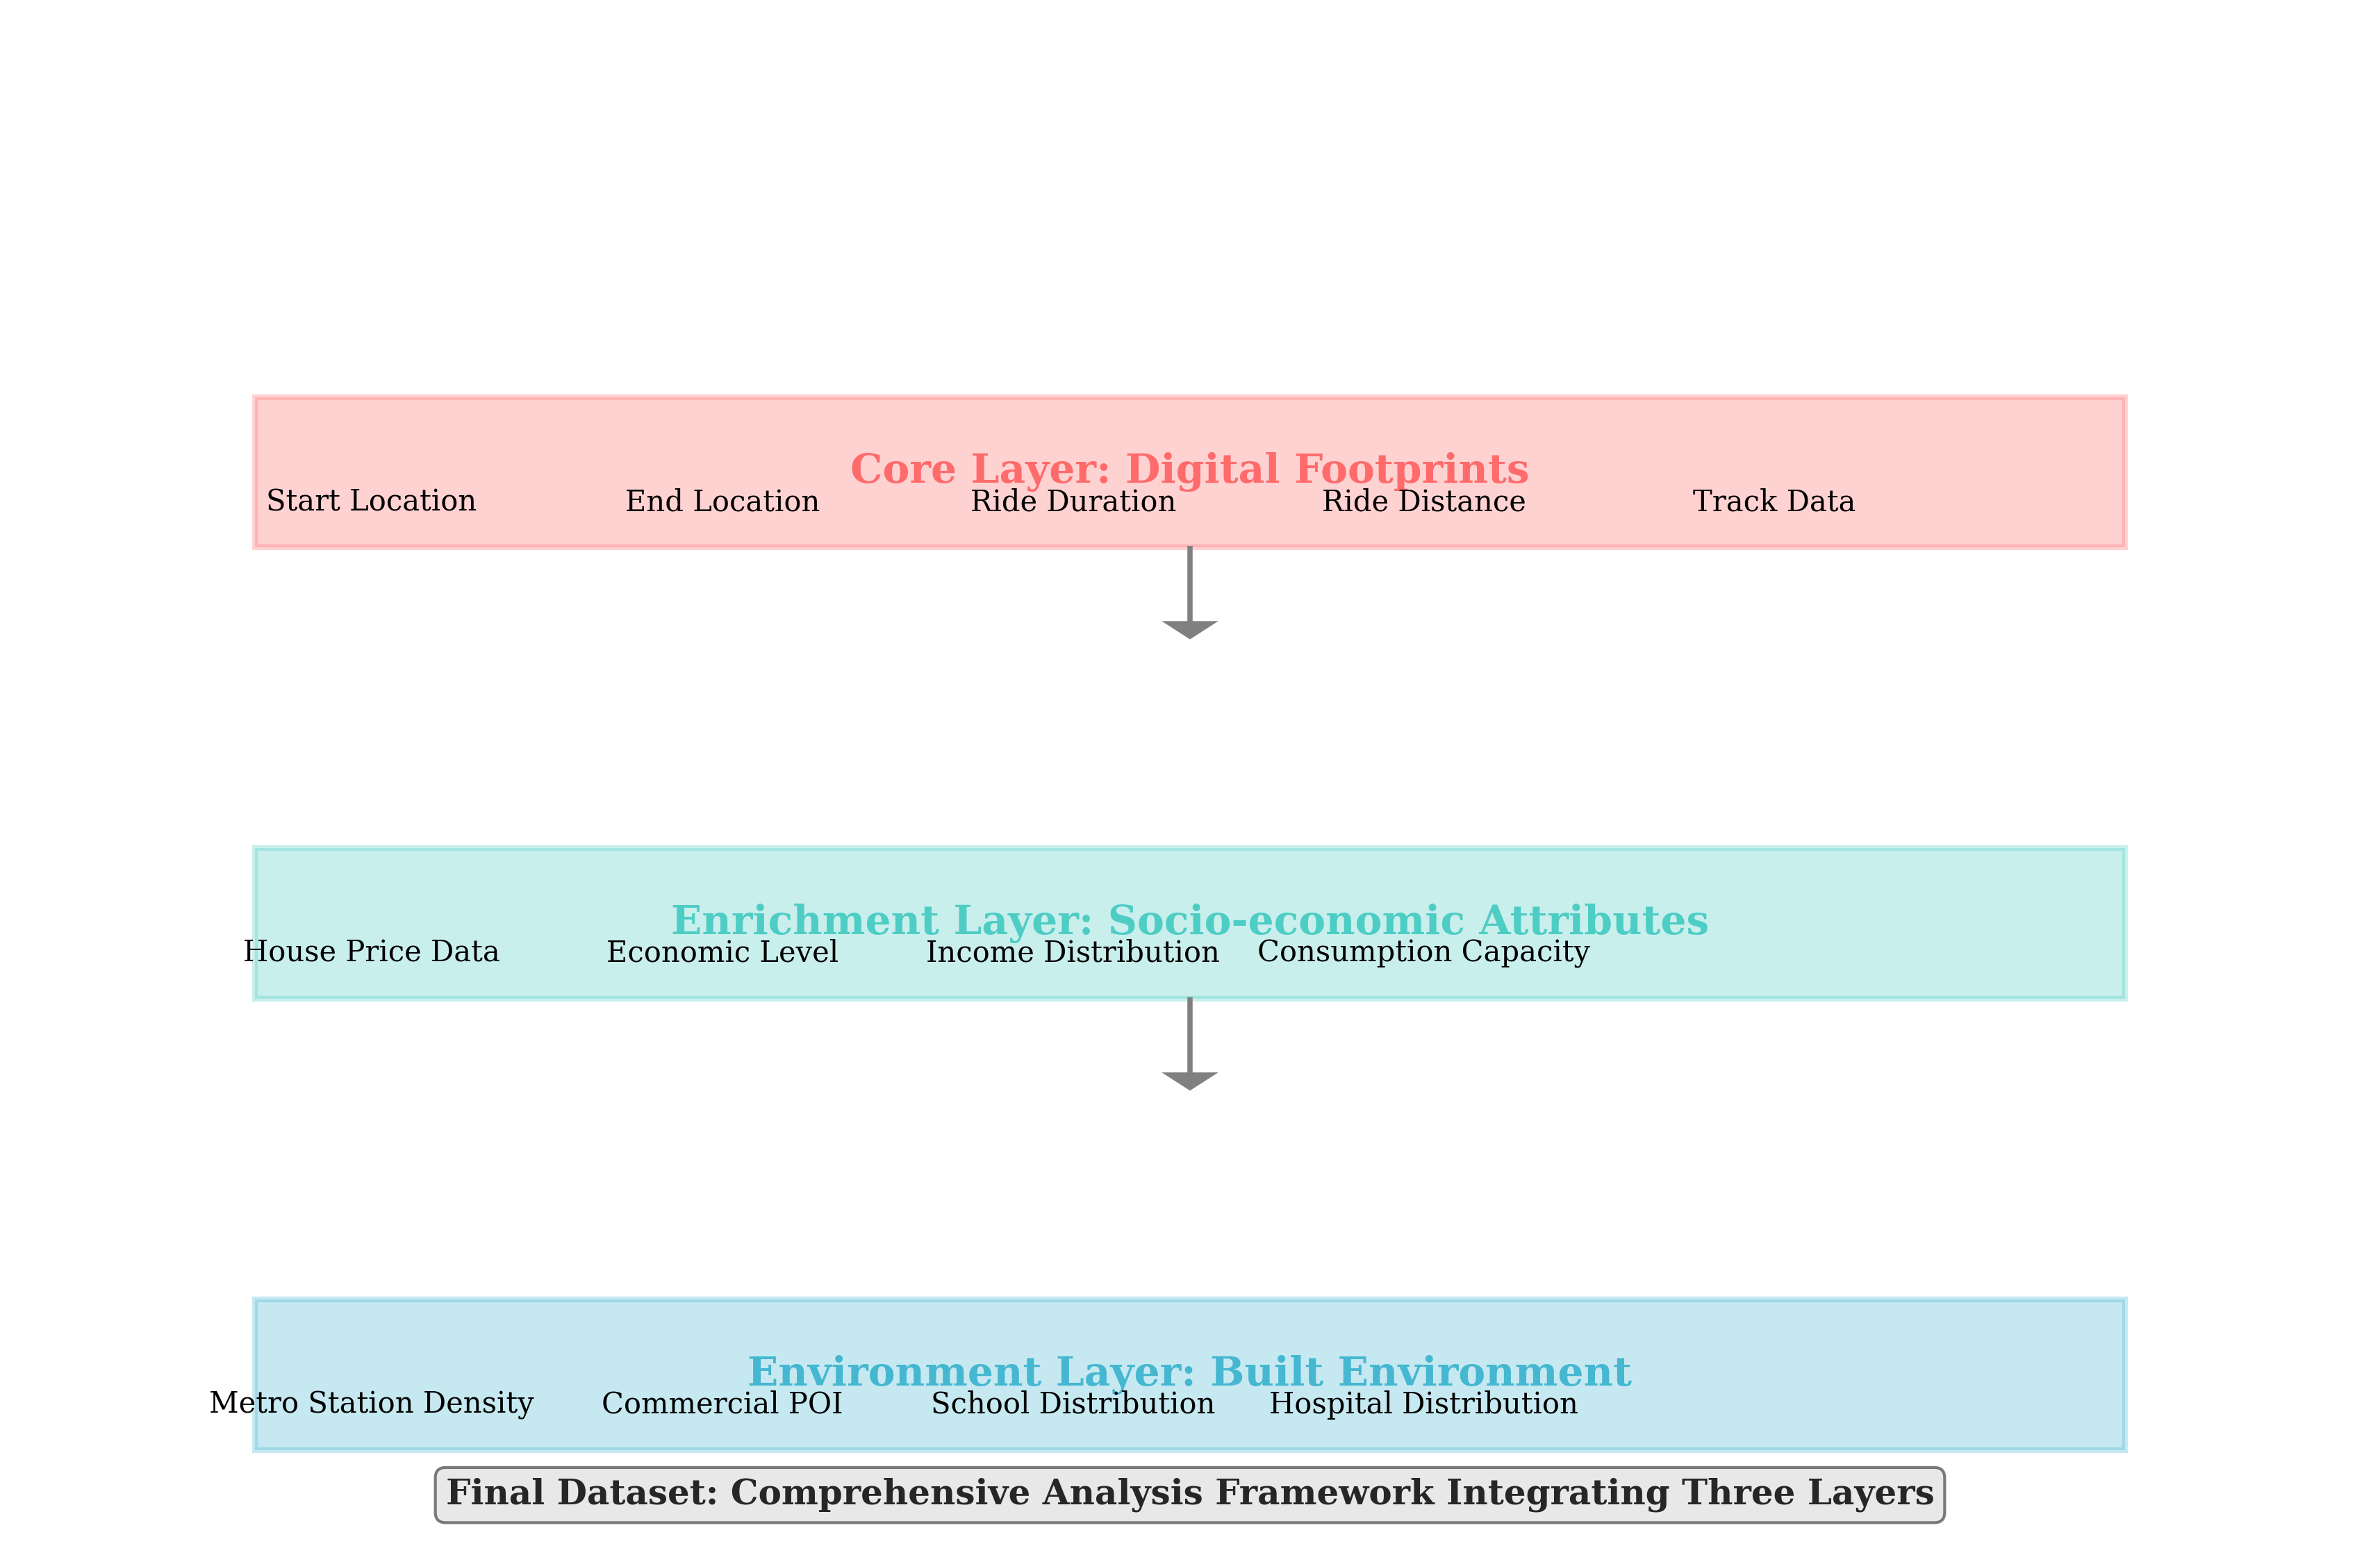 Core Layer: Digital Footprints
Start Location End Location Ride Duration Ride Distance Track Data
Enrichment Layer: Socio-economic Attributes
House Price Data Economic Level Income Distribution Consumption Capacity
Environment Layer: Built Environment
Metro Station Density Commercial POI School Distribution Hospital Distribution
Final Dataset: Comprehensive Analysis Framework Integrating Three Layers